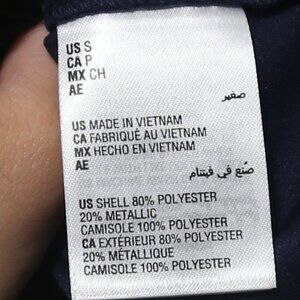 US S
CA P
MX CH
AE
صغير
US MADE IN VIETNAM
CA FABRIQUÉ AU VIETNAM
MX HECHO EN VIETNAM
AE
صنع في فيتنام
US SHELL 80% POLYESTER
20% METALLIC
CAMISOLE 100% POLYESTER
CA EXTÉRIEUR 80% POLYESTER
20% MÉTALLIQUE
CAMISOLE 100% POLYESTER